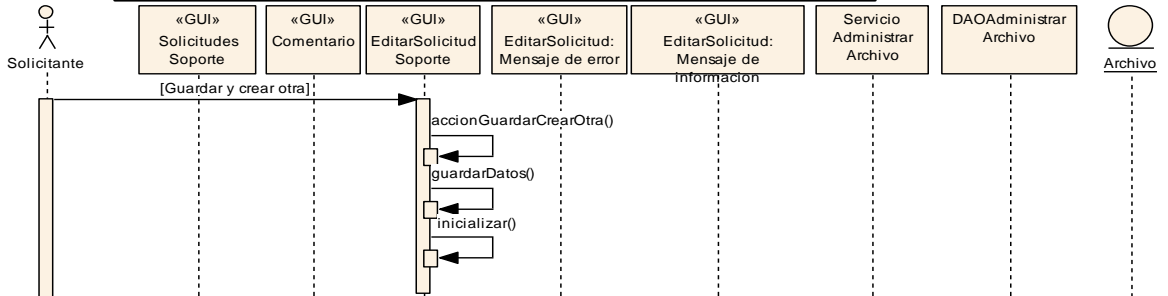 «GUI»
Solicitudes
Soporte
«GUI»
Comentario
«GUI»
EditarSolicitud
Soporte
«GUI»
EditarSolicitud:
Mensaje de error
«GUI»
EditarSolicitud:
Mensaje de
informacion
Servicio
Administrar
Archivo
DAOAdministrar
Archivo
Solicitante
Archivo
[Guardar y crear otra]
accionGuardarCrearOtra()
guardarDatos()
inicializar()